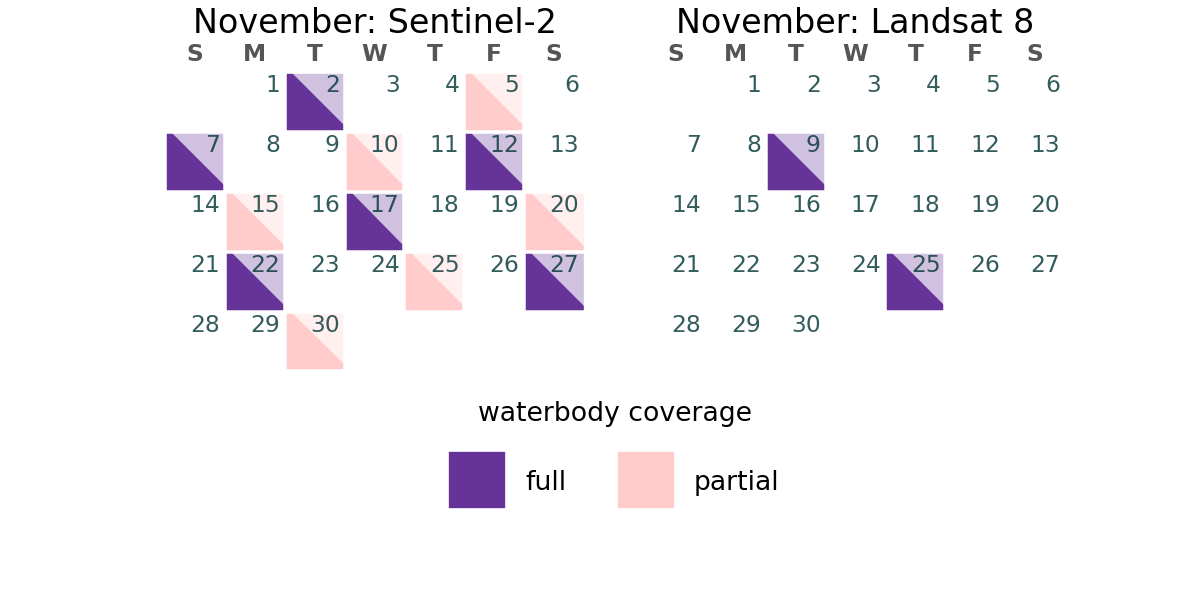 November: Sentinel-2
S M T W T F S
1 2 3 4 5 6
7 8 9 10 11 12 13
14 15 16 17 18 19 20
21 22 23 24 25 26 27
28 29 30
November: Landsat 8
S M T W T F S
1 2 3 4 5 6
7 8 9 10 11 12 13
14 15 16 17 18 19 20
21 22 23 24 25 26 27
28 29 30
waterbody coverage
full partial